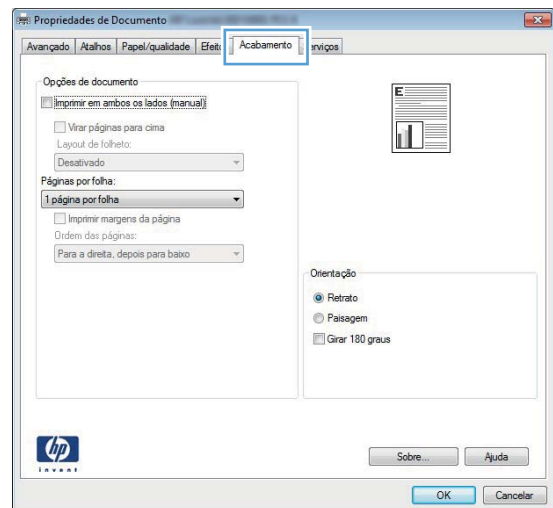 Propriedades de Documento
Avançado Atalhos Papel/qualidade Acabamento
Opções de documento
Imprimir em ambos os lados (manual)
Virar páginas para cima
Layout de folheto:
Desativado
Páginas por folha:
1 página por folha
Imprimir margens da página
Ordem das páginas:
Para a direita, depois para baixo
E
Orientação
Retrato
Paisagem
Girar 180 graus
hp
invent
Sobre... Ajuda
OK Cancelar